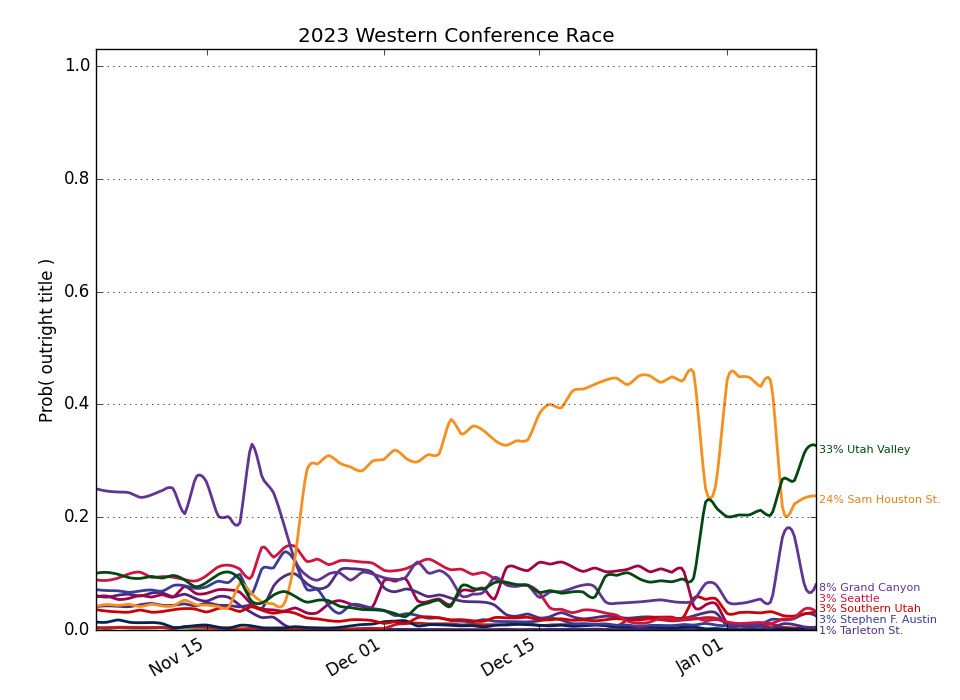 2023 Western Conference Race
Prob( outright title )
1.0
0.8
0.6
0.4
0.2
0.0
Nov 15
Dec 01
Dec 15
Jan 01
33% Utah Valley
24% Sam Houston St.
8% Grand Canyon
3% Seattle
3% Southern Utah
3% Stephen F. Austin
1% Tarleton St.